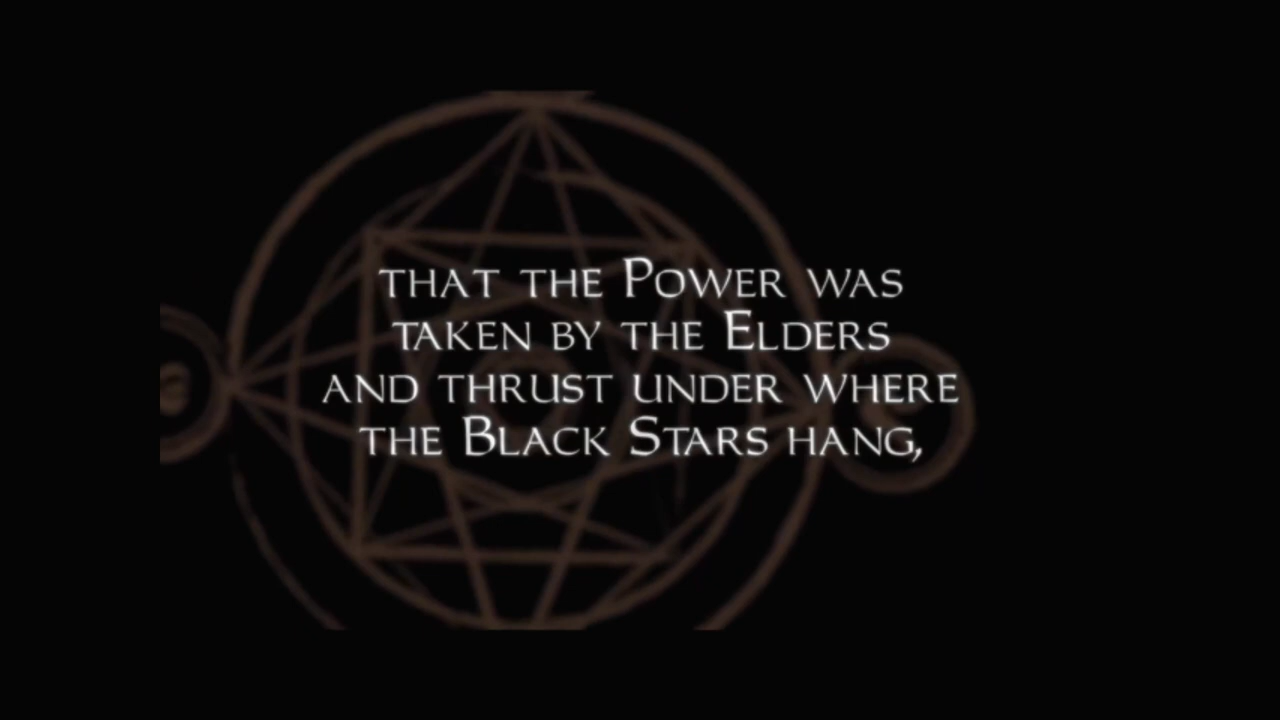 THAT THE POWER WAS
TAKEN BY THE ELDERS
AND THRUST UNDER WHERE
THE BLACK STARS HANG,